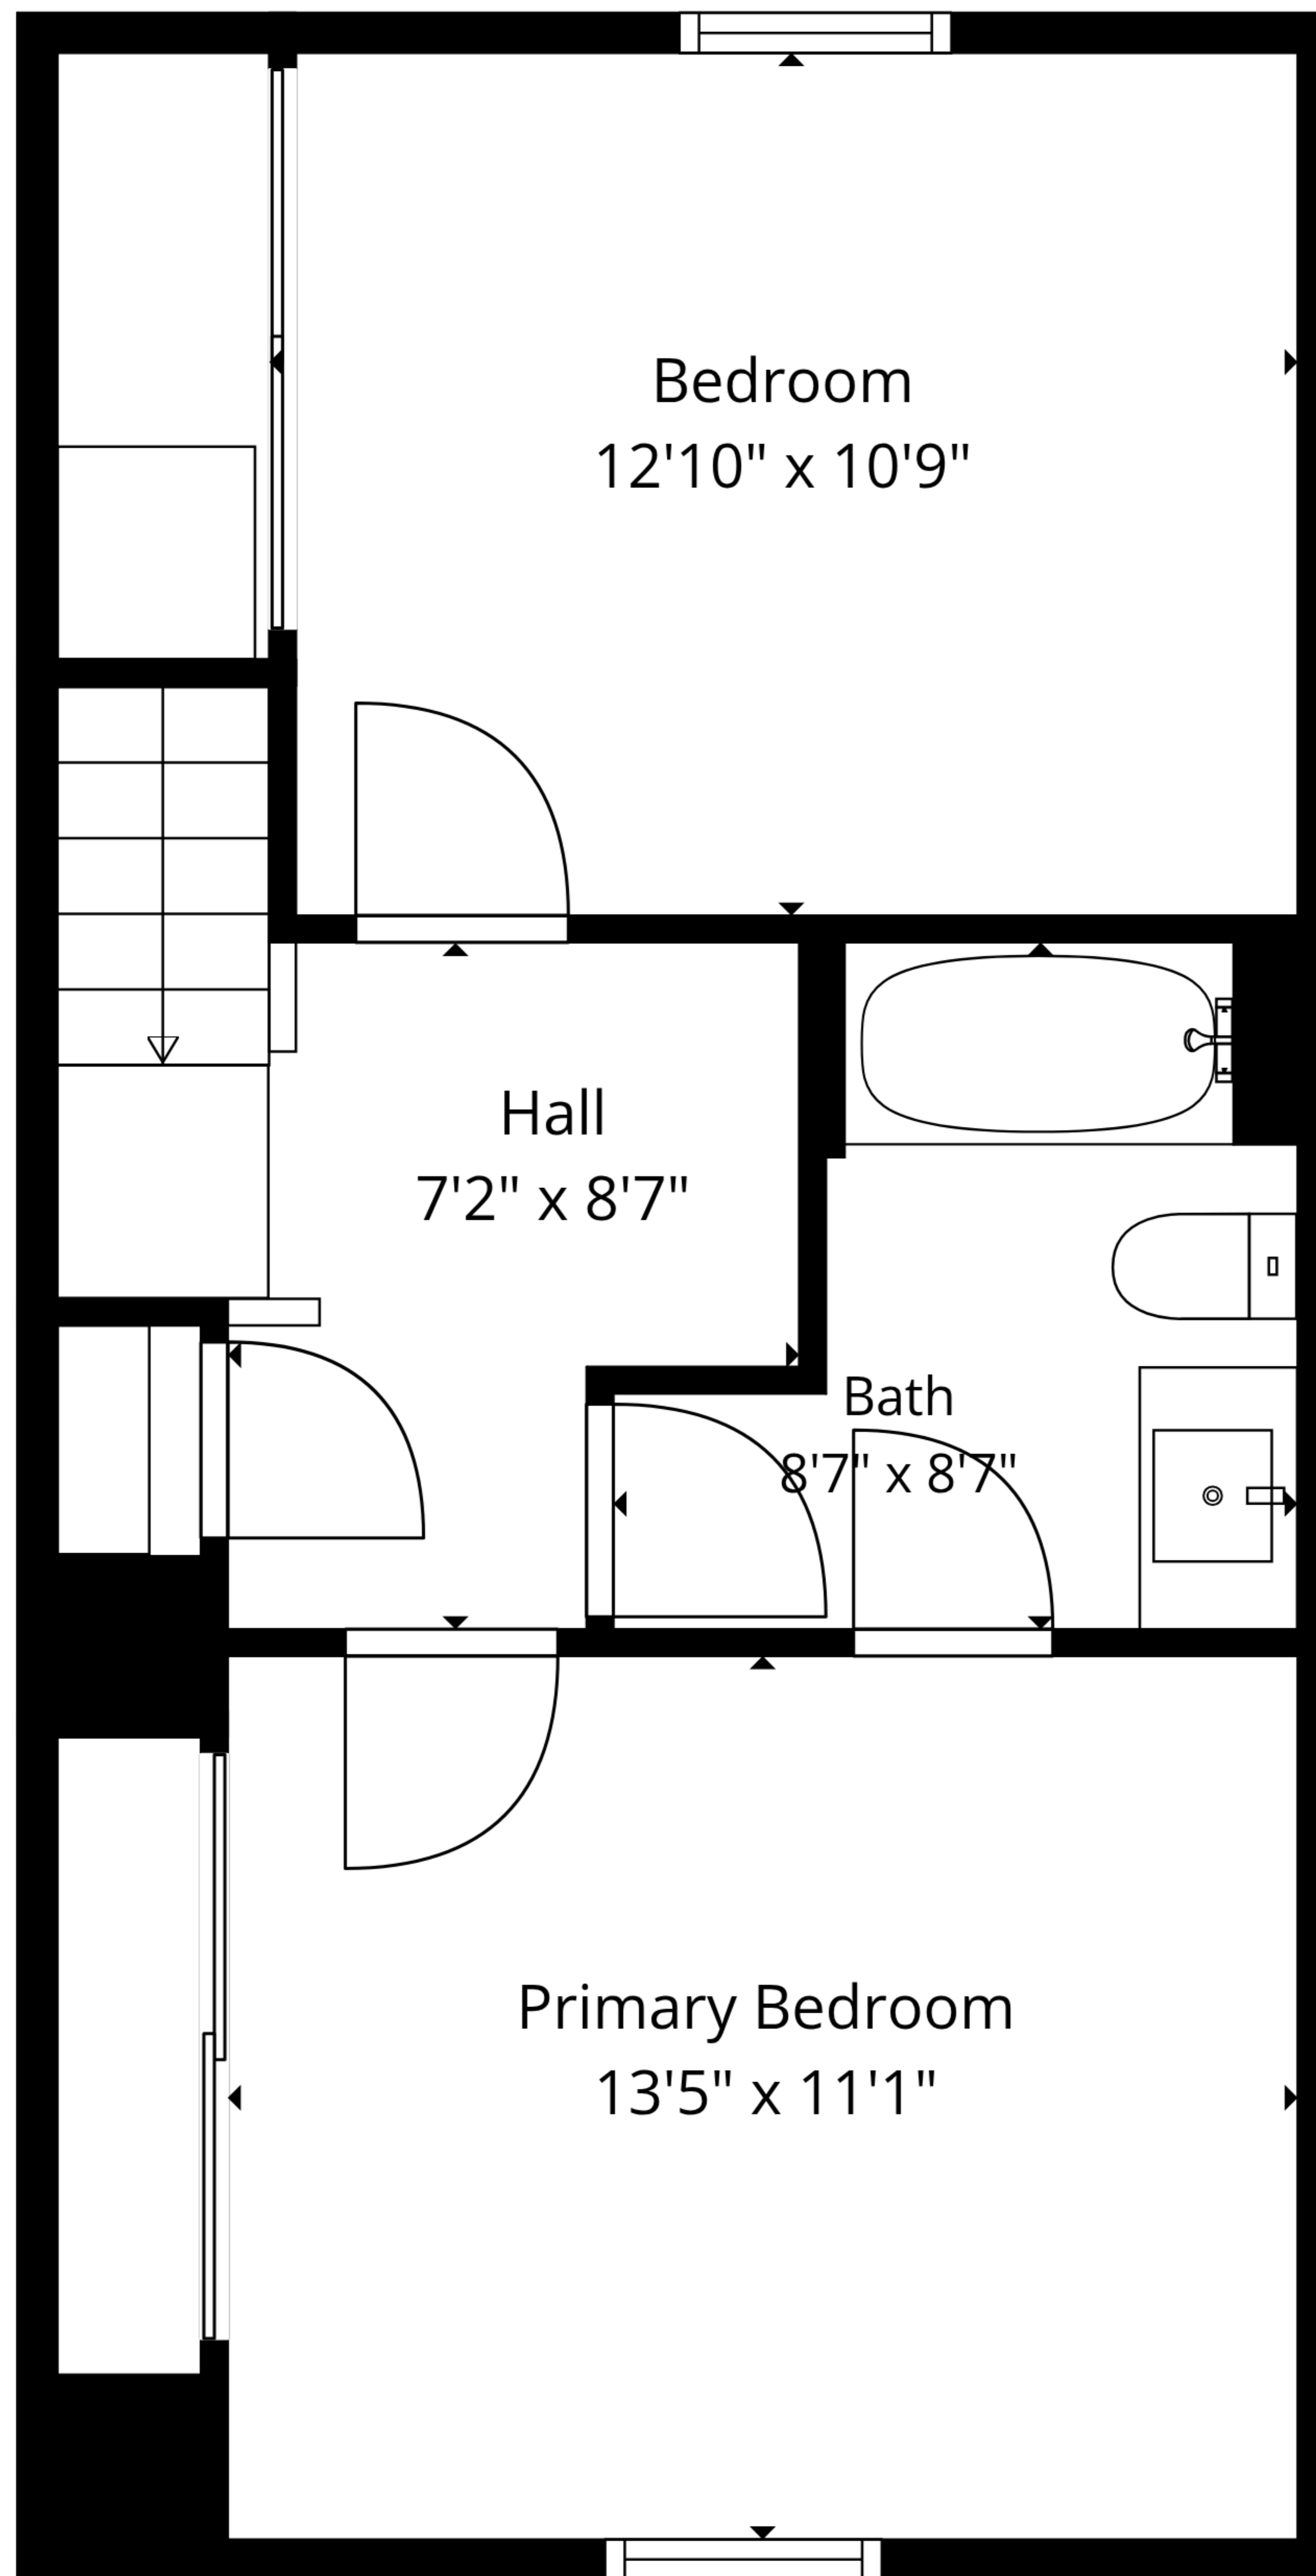 Bedroom
12'10" x 10'9"
Hall
7'2" x 8'7"
Bath
8'7" x 8'7"
Primary Bedroom
13'5" x 11'1"